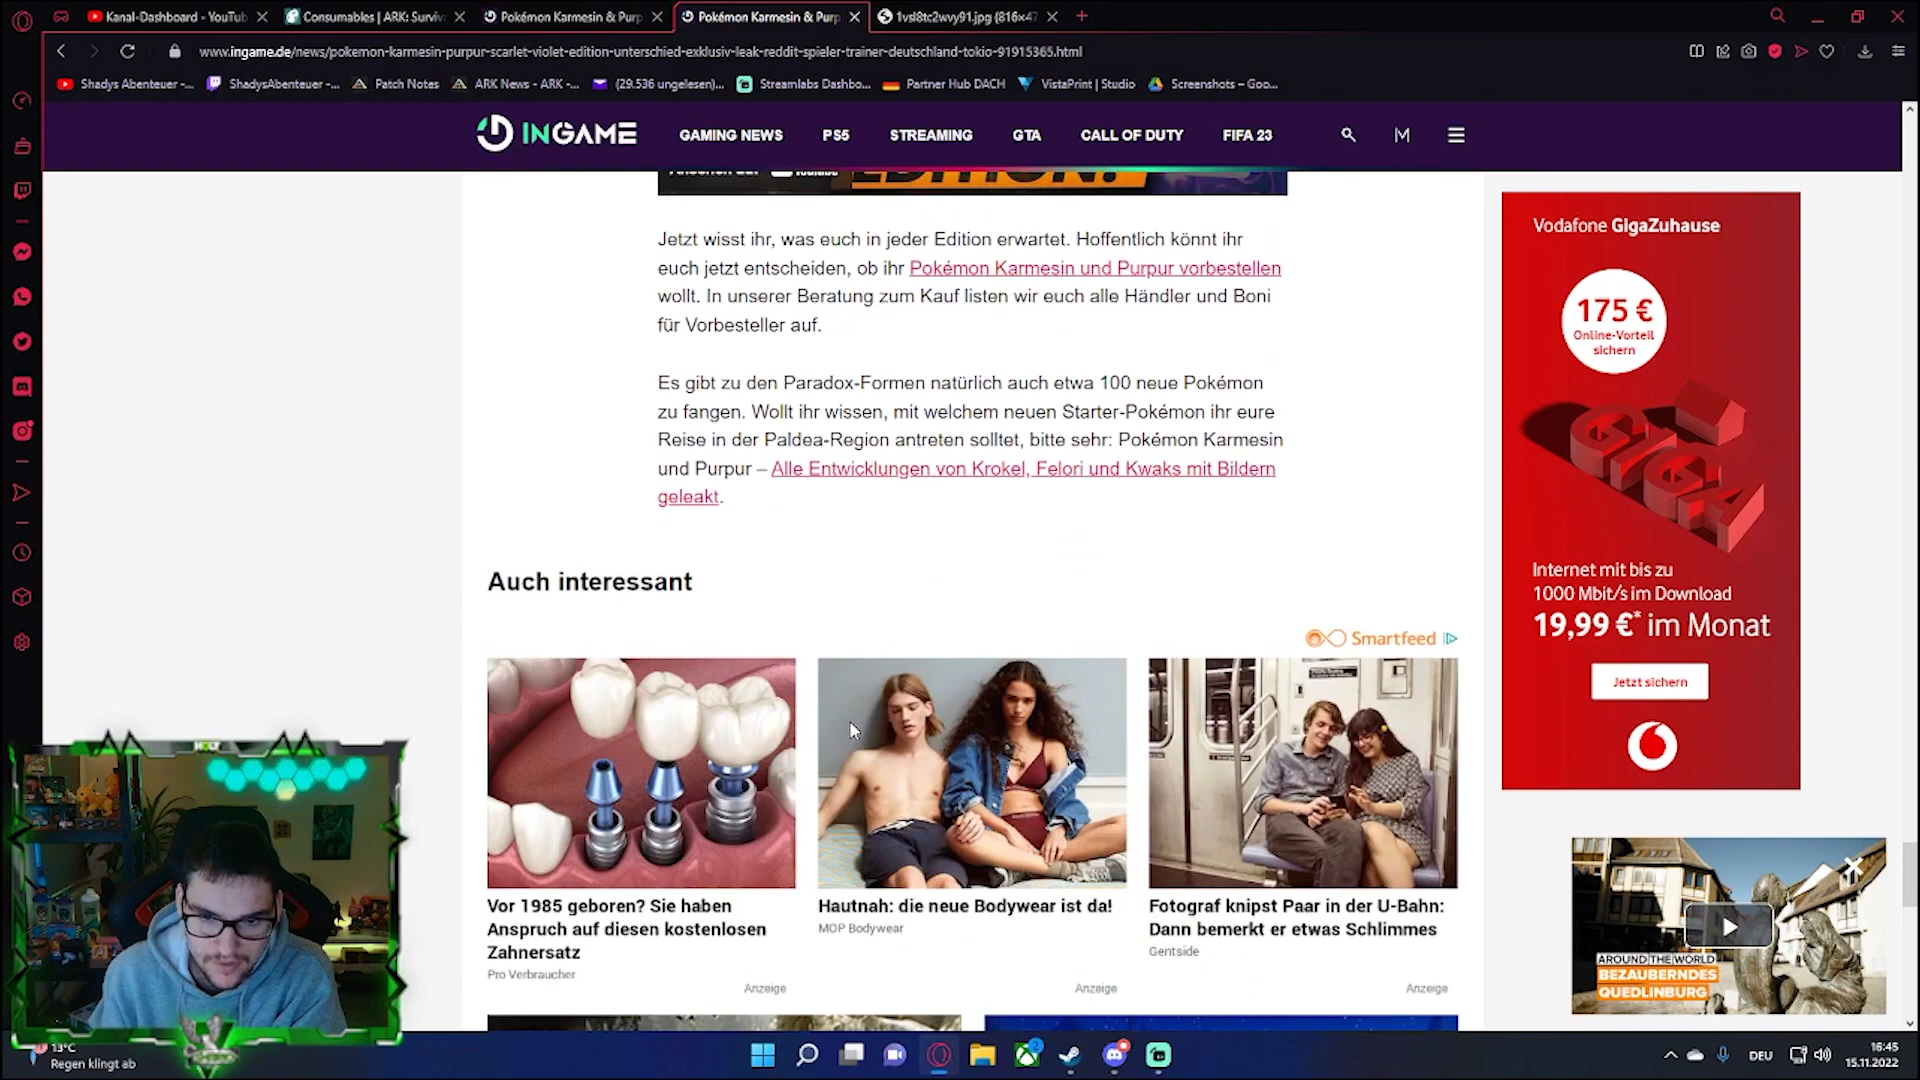 Kanal-Dashboard - YouTub
Consumables | ARK: Surviv
Pokémon Karmesin & Purp
Pokémon Karmesin & Purp
1vsl8tc2wvy91.jpg (816×47
www.ingame.de/news/pokemon-karmesin-purpur-scarlet-violet-edition-unterschied-exklusiv-leak-reddit-spieler-trainer-deutschland-tokio-91915365.html
Shadys Abenteuer -...
ShadysAbenteuer -...
Patch Notes
ARK News - ARK -...
(29.536 ungelesen)...
Streamlabs Dashbo...
Partner Hub DACH
VistaPrint | Studio
Screenshots – Goo...
INGAME
GAMING NEWS
PS5
STREAMING
GTA
CALL OF DUTY
FIFA 23
EDITION!
Jetzt wisst ihr, was euch in jeder Edition erwartet. Hoffentlich könnt ihr
euch jetzt entscheiden, ob ihr Pokémon Karmesin und Purpur vorbestellen
wollt. In unserer Beratung zum Kauf listen wir euch alle Händler und Boni
für Vorbesteller auf.
Es gibt zu den Paradox-Formen natürlich auch etwa 100 neue Pokémon
zu fangen. Wollt ihr wissen, mit welchem neuen Starter-Pokémon ihr eure
Reise in der Paldea-Region antreten solltet, bitte sehr: Pokémon Karmesin
und Purpur – Alle Entwicklungen von Krokel, Felori und Kwaks mit Bildern
geleakt.
Auch interessant
Smartfeed
Vor 1985 geboren? Sie haben
Anspruch auf diesen kostenlosen
Zahnersatz
Pro Verbraucher
Anzeige
Hautnah: die neue Bodywear ist da!
MOP Bodywear
Anzeige
Fotograf knipst Paar in der U-Bahn:
Dann bemerkt er etwas Schlimmes
Gentside
Anzeige
Vodafone GigaZuhause
175 €
Online-Vorteil
sichern
GIGA
Internet mit bis zu
1000 Mbit/s im Download
19,99 €* im Monat
Jetzt sichern
AROUND THE WORLD
BEZAUBERNDES
QUEDLINBURG
13°C
Regen klingt ab
DEU
16:45
15.11.2022